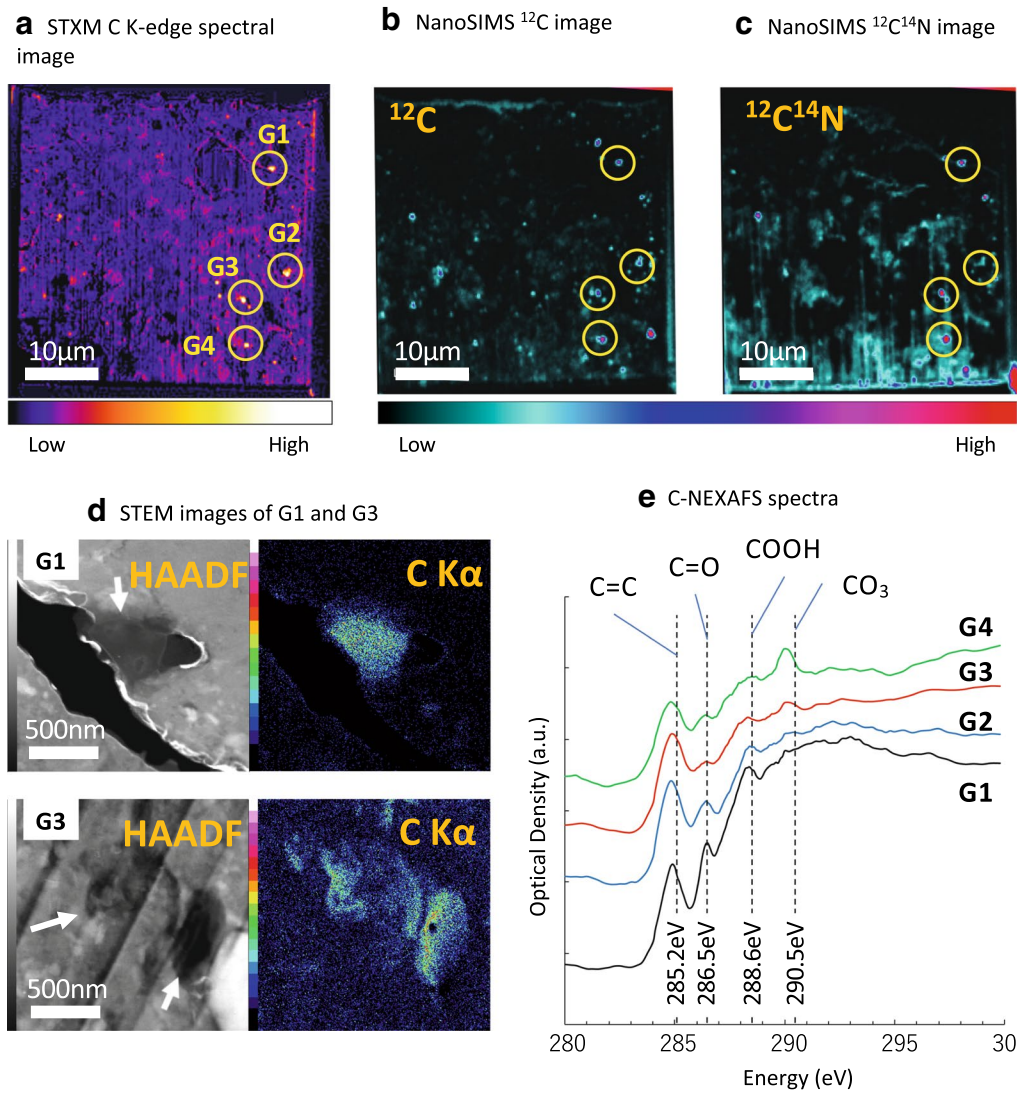 a STXM C K-edge spectral
image
b NanoSIMS ¹²C image
c NanoSIMS ¹²C¹⁴N image
G1
G2
G3
G4
10µm
¹²C
10µm
¹²C¹⁴N
10µm
Low High
Low High
d STEM images of G1 and G3
G1
HAADF
500nm
C Kα
G3
HAADF
500nm
C Kα
e C-NEXAFS spectra
C=C
C=O
COOH
CO₃
G4
G3
G2
G1
285.2eV
286.5eV
288.6eV
290.5eV
Optical Density (a.u.)
280 285 290 295 30
Energy (eV)